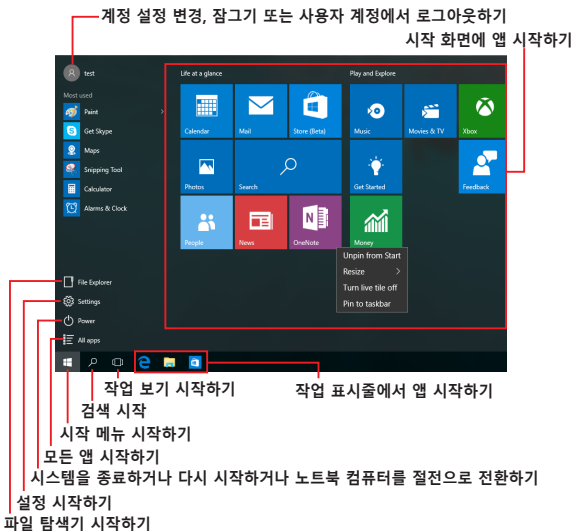 계정 설정 변경, 잠그기 또는 사용자 계정에서 로그아웃하기
시작 화면에 앱 시작하기
test
Most used
Paint
Get Skype
Maps
Snipping Tool
Calculator
Alarms & Clock
File Explorer
Settings
Power
All apps
Life at a glance
Calendar
Mail
Store (Beta)
Photos
Search
People
News
OneNote
Play and Explore
Music
Movies & TV
Xbox
Get Started
Feedback
Money
Unpin from Start
Resize
Turn live tile off
Pin to taskbar
작업 보기 시작하기
작업 표시줄에서 앱 시작하기
검색 시작
시작 메뉴 시작하기
모든 앱 시작하기
시스템을 종료하거나 다시 시작하거나 노트북 컴퓨터를 절전으로 전환하기
설정 시작하기
파일 탐색기 시작하기